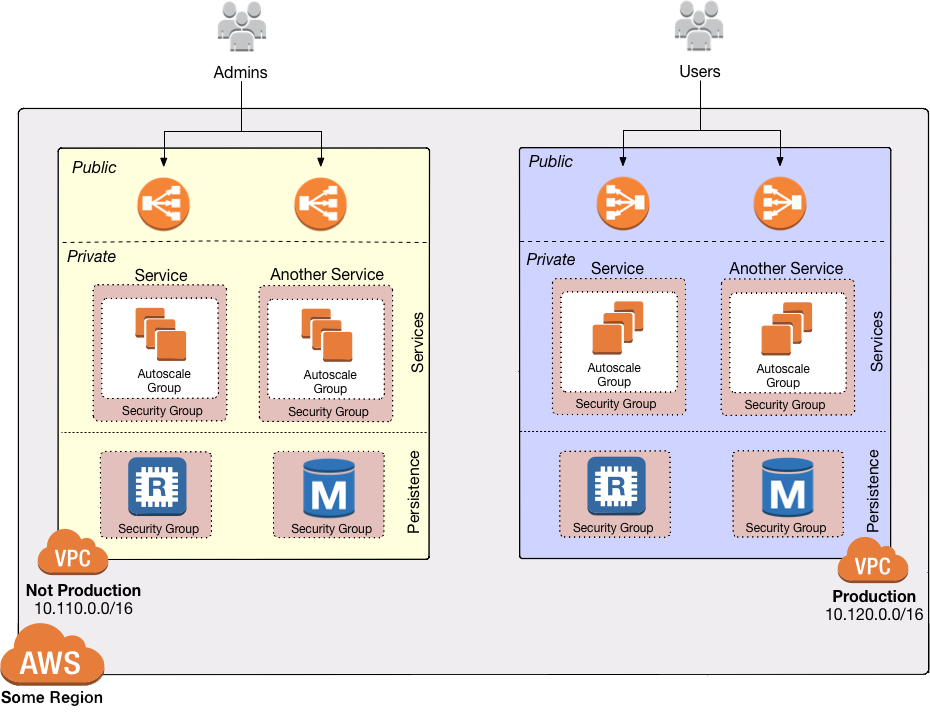 Admins
Users
Public
Private
Service
Another Service
Autoscale
Group
Security Group
Autoscale
Group
Security Group
Services
R
Security Group
M
Security Group
Persistence
VPC
Not Production
10.110.0.0/16
Public
Private
Service
Another Service
Autoscale
Group
Security Group
Autoscale
Group
Security Group
Services
R
Security Group
M
Security Group
Persistence
VPC
Production
10.120.0.0/16
AWS
Some Region